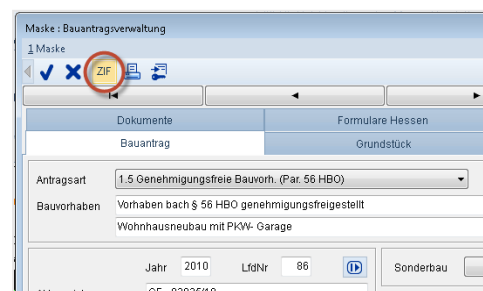 Maske : Bauantragsverwaltung
1 Maske
ZIF
Dokumente Formulare Hessen
Bauantrag Grundstück
Antragsart 1.5 Genehmigungsfreie Bauvorh. (Par. 56 HBO)
Bauvorhaben Vorhaben bach § 56 HBO genehmigungsfreigestellt
Wohnhausneubau mit PKW- Garage
Jahr 2010 LfdNr 86 Sonderbau